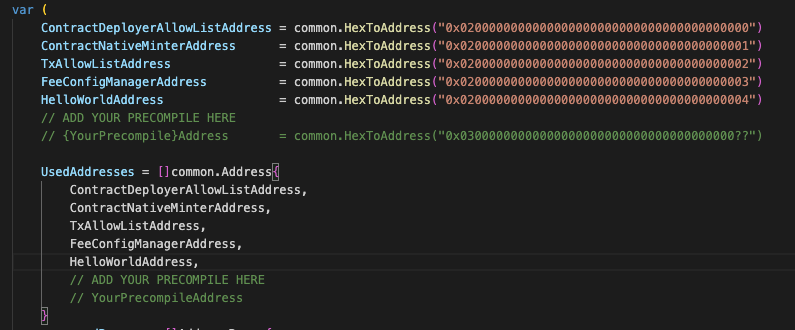 var (
ContractDeployerAllowListAddress = common.HexToAddress("0x0200000000000000000000000000000000000000")
ContractNativeMinterAddress = common.HexToAddress("0x0200000000000000000000000000000000000001")
TxAllowListAddress = common.HexToAddress("0x0200000000000000000000000000000000000002")
FeeConfigManagerAddress = common.HexToAddress("0x0200000000000000000000000000000000000003")
HelloWorldAddress = common.HexToAddress("0x0200000000000000000000000000000000000004")
// ADD YOUR PRECOMPILE HERE
// {YourPrecompile}Address = common.HexToAddress("0x03000000000000000000000000000000000000??")
UsedAddresses = []common.Address{
ContractDeployerAllowListAddress,
ContractNativeMinterAddress,
TxAllowListAddress,
FeeConfigManagerAddress,
HelloWorldAddress,
// ADD YOUR PRECOMPILE HERE
// YourPrecompileAddress
}